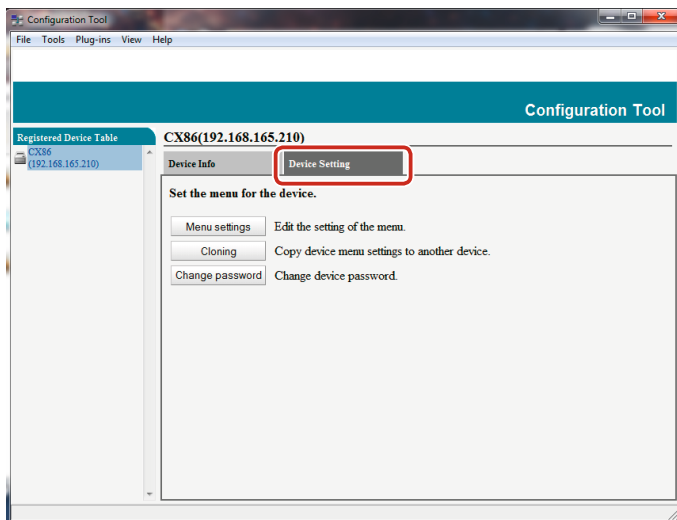 Configuration Tool
File Tools Plug-ins View Help
Configuration Tool
Registered Device Table
CX86
(192.168.165.210)
CX86(192.168.165.210)
Device Info Device Setting
Set the menu for the device.
Menu settings Edit the setting of the menu.
Cloning Copy device menu settings to another device.
Change password Change device password.